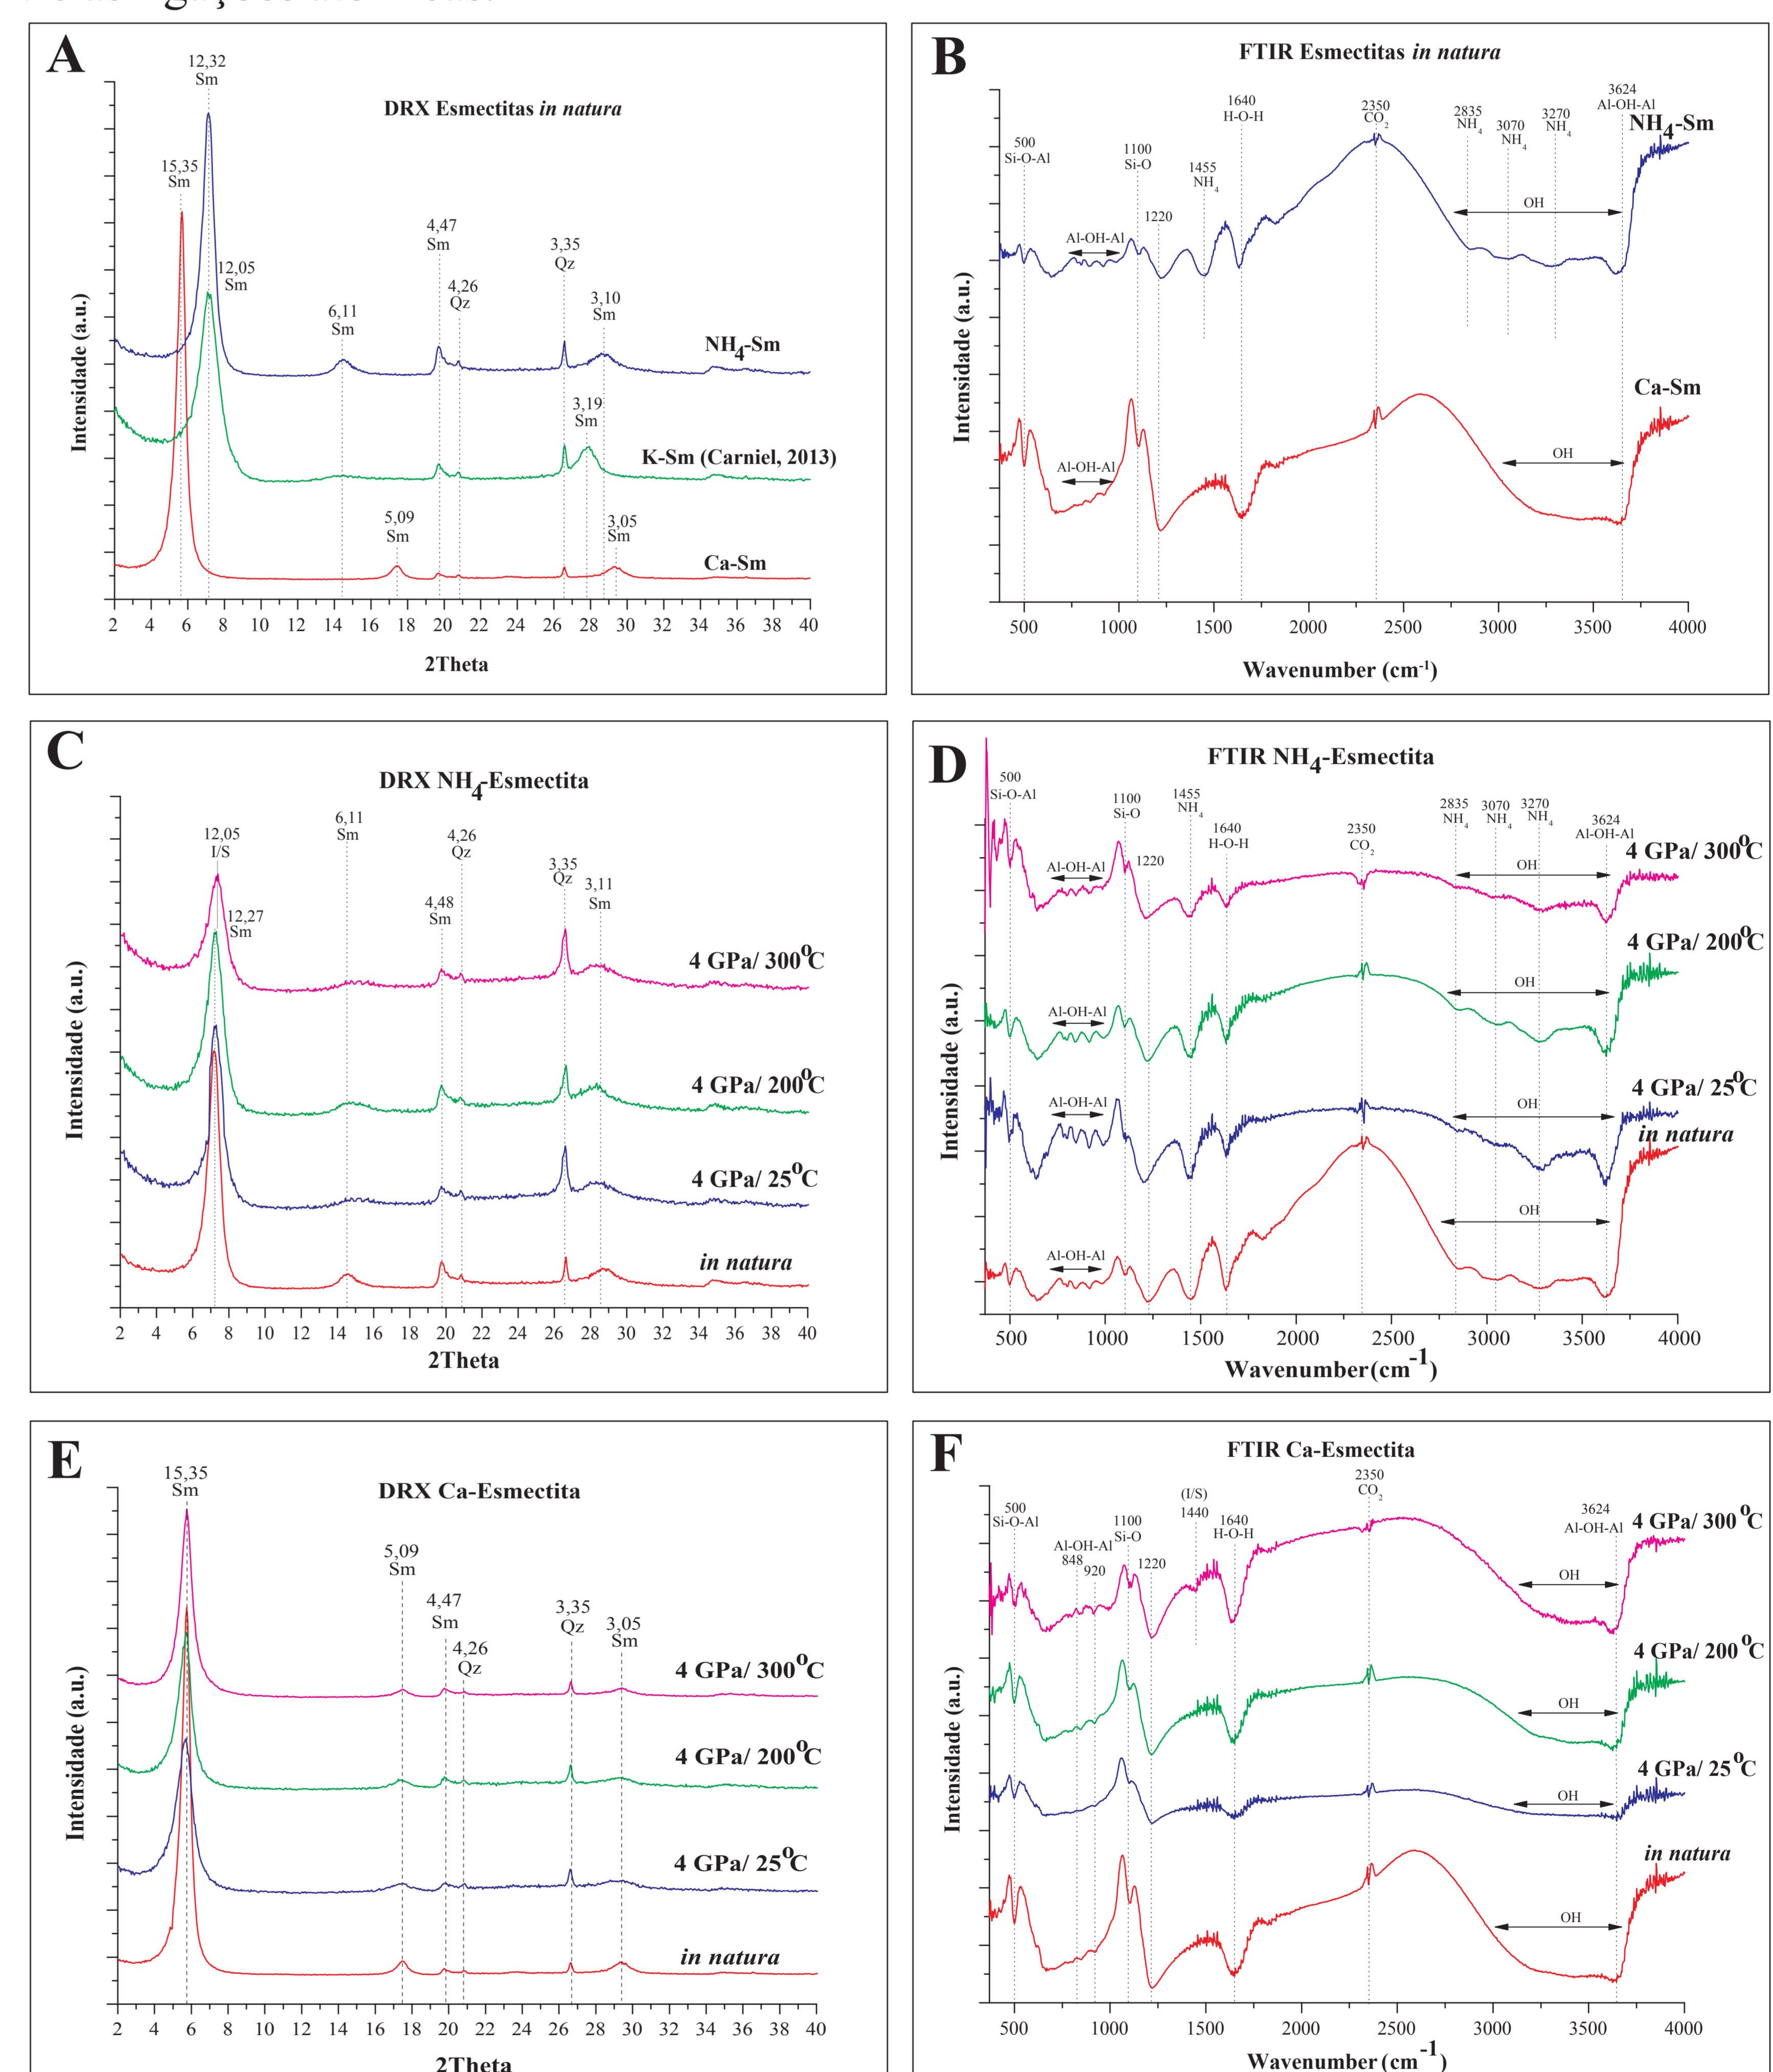 A
DRX Esmectitas in natura
12,32
Sm
15,35
Sm
12,05
Sm
6,11
Sm
4,47
Sm
4,26
Qz
3,35
Qz
3,10
Sm
NH4-Sm
3,19
Sm
K-Sm (Carniel, 2013)
5,09
Sm
3,05
Sm
Ca-Sm
Intensidade (a.u.)
2 4 6 8 10 12 14 16 18 20 22 24 26 28 30 32 34 36 38 40
2Theta
B
FTIR Esmectitas in natura
500
Si-O-Al
Al-OH-Al
1100
Si-O
1220
1455
NH4
1640
H-O-H
2350
CO2
2835
NH4
3070
NH4
3270
NH4
3624
Al-OH-Al
NH4-Sm
OH
Ca-Sm
Al-OH-Al
OH
Intensidade (a.u.)
500 1000 1500 2000 2500 3000 3500 4000
Wavenumber (cm-1)
C
DRX NH4-Esmectita
12,05
I/S
12,27
Sm
6,11
Sm
4,48
Sm
4,26
Qz
3,35
Qz
3,11
Sm
4 GPa/ 300ºC
4 GPa/ 200ºC
4 GPa/ 25ºC
in natura
Intensidade (a.u.)
2 4 6 8 10 12 14 16 18 20 22 24 26 28 30 32 34 36 38 40
2Theta
D
FTIR NH4-Esmectita
500
Si-O-Al
Al-OH-Al
1100
Si-O
1220
1455
NH4
1640
H-O-H
2350
CO2
2835
NH4
3070
NH4
3270
NH4
3624
Al-OH-Al
4 GPa/ 300ºC
OH
4 GPa/ 200ºC
Al-OH-Al
OH
4 GPa/ 25ºC
Al-OH-Al
OH
in natura
Al-OH-Al
OH
Intensidade (a.u.)
500 1000 1500 2000 2500 3000 3500 4000
Wavenumber (cm-1)
E
DRX Ca-Esmectita
15,35
Sm
5,09
Sm
4,47
Sm
4,26
Qz
3,35
Qz
3,05
Sm
4 GPa/ 300ºC
4 GPa/ 200ºC
4 GPa/ 25ºC
in natura
Intensidade (a.u.)
2 4 6 8 10 12 14 16 18 20 22 24 26 28 30 32 34 36 38 40
2Theta
F
FTIR Ca-Esmectita
500
Si-O-Al
Al-OH-Al
848
920
1100
Si-O
1220
(I/S)
1440
1640
H-O-H
2350
CO2
3624
Al-OH-Al
4 GPa/ 300ºC
OH
4 GPa/ 200ºC
OH
4 GPa/ 25ºC
OH
in natura
OH
Intensidade (a.u.)
500 1000 1500 2000 2500 3000 3500 4000
Wavenumber (cm-1)